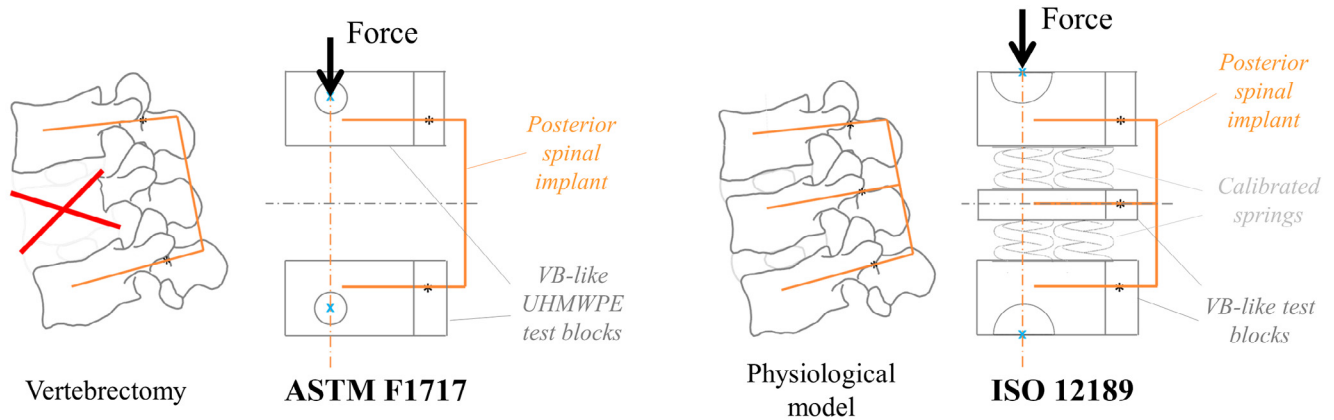 Force
Posterior
spinal
implant
VB-like
UHMWPE
test blocks
Vertebrectomy
ASTM F1717
Force
Posterior
spinal
implant
Calibrated
springs
VB-like test
blocks
Physiological
model
ISO 12189